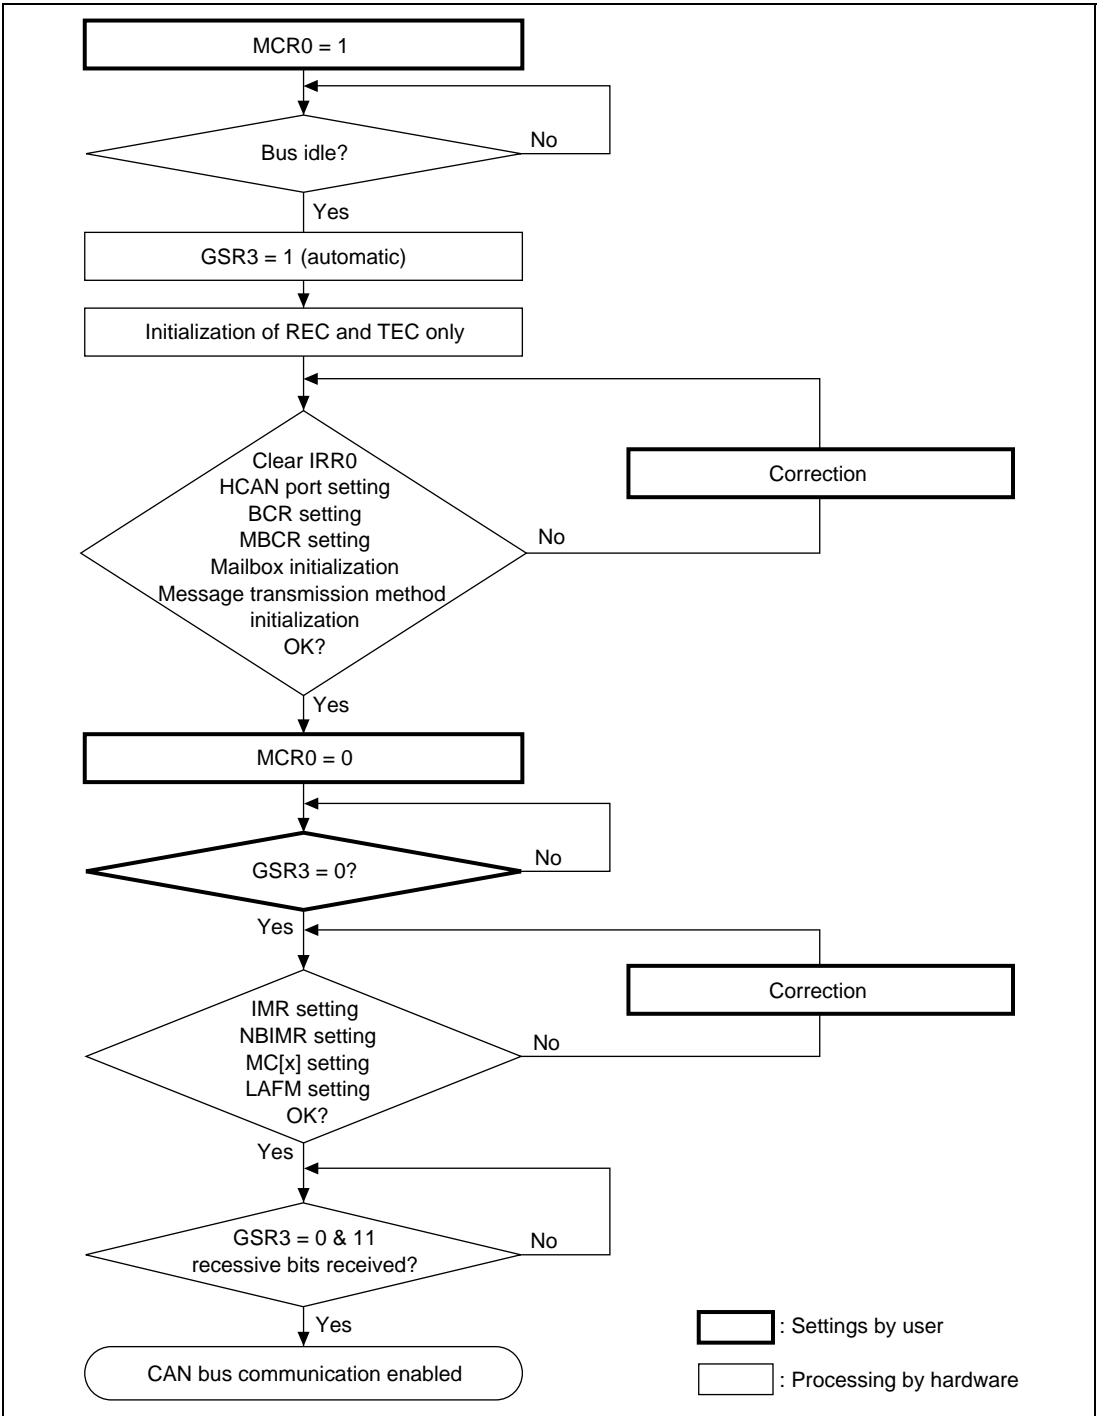 MCR0 = 1
Bus idle?
No
Yes
GSR3 = 1 (automatic)
Initialization of REC and TEC only
Clear IRR0
HCAN port setting
BCR setting
MBCR setting
Mailbox initialization
Message transmission method
initialization
OK?
No
Correction
Yes
MCR0 = 0
GSR3 = 0?
No
Yes
IMR setting
NBIMR setting
MC[x] setting
LAFM setting
OK?
No
Correction
Yes
GSR3 = 0 & 11
recessive bits received?
No
Yes
CAN bus communication enabled
: Settings by user
: Processing by hardware